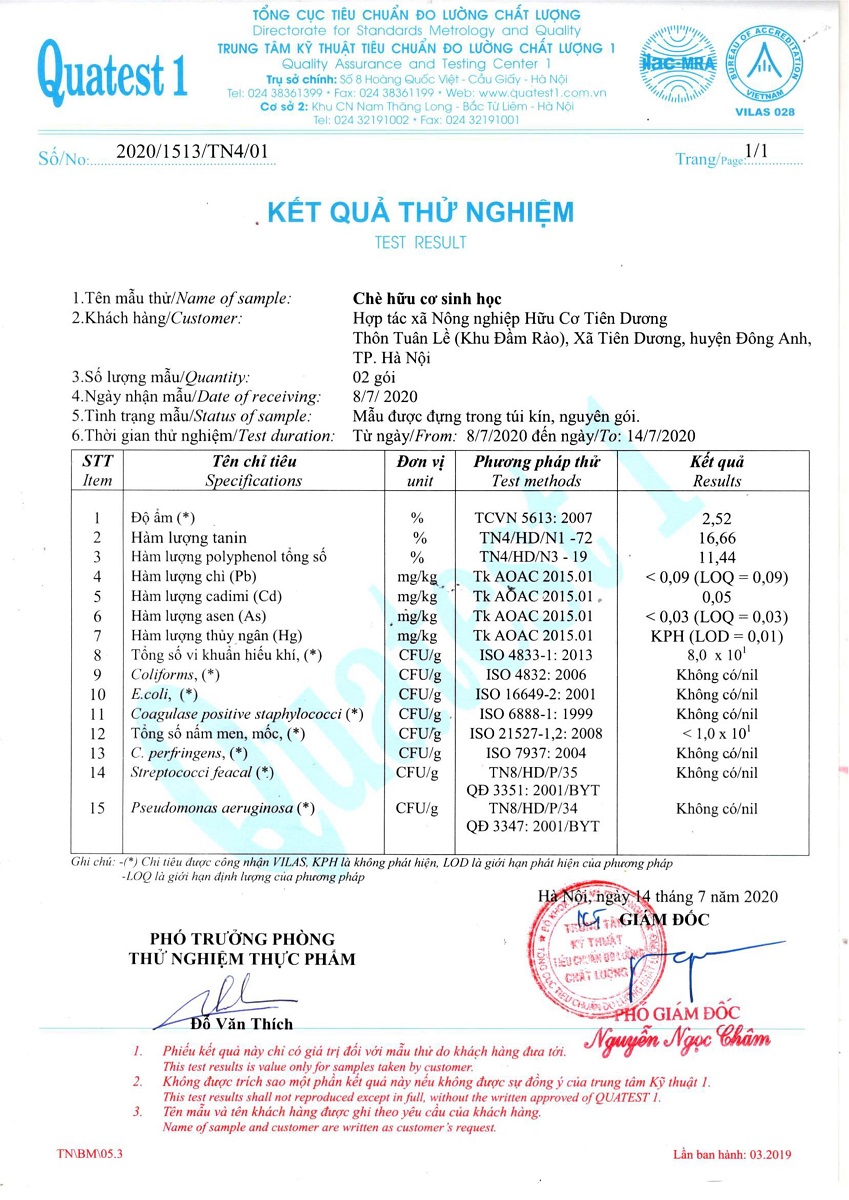 Quatest 1
TỔNG CỤC TIÊU CHUẨN ĐO LƯỜNG CHẤT LƯỢNG
Directorate for Standards Metrology and Quality
TRUNG TÂM KỸ THUẬT TIÊU CHUẨN ĐO LƯỜNG CHẤT LƯỢNG 1
Quality Assurance and Testing Center 1
Trụ sở chính: Số 8 Hoàng Quốc Việt - Cầu Giấy - Hà Nội
Tel: 024 38361399 • Fax: 024 38361199 • Web: www.quatest1.com.vn
Cơ sở 2: Khu CN Nam Thăng Long - Bắc Từ Liêm - Hà Nội
Tel: 024 32191002 • Fax: 024 32191001
ilac-MRA
BUREAU OF ACCREDITATION
VIETNAM
VILAS 028
Số/No: 2020/1513/TN4/01
Trang/Page: 1/1
KẾT QUẢ THỬ NGHIỆM
TEST RESULT
1.Tên mẫu thử/Name of sample: Chè hữu cơ sinh học
2.Khách hàng/Customer: Hợp tác xã Nông nghiệp Hữu Cơ Tiên Dương
Thôn Tuân Lề (Khu Đầm Rào), Xã Tiên Dương, huyện Đông Anh,
TP. Hà Nội
3.Số lượng mẫu/Quantity: 02 gói
4.Ngày nhận mẫu/Date of receiving: 8/7/ 2020
5.Tình trạng mẫu/Status of sample: Mẫu được đựng trong túi kín, nguyên gói.
6.Thời gian thử nghiệm/Test duration: Từ ngày/From: 8/7/2020 đến ngày/To: 14/7/2020
STT Tên chỉ tiêu Đơn vị Phương pháp thử Kết quả
Item Specifications unit Test methods Results
1 Độ ẩm (*) % TCVN 5613: 2007 2,52
2 Hàm lượng tanin % TN4/HD/N1 -72 16,66
3 Hàm lượng polyphenol tổng số % TN4/HD/N3 - 19 11,44
4 Hàm lượng chì (Pb) mg/kg Tk AOAC 2015.01 < 0,09 (LOQ = 0,09)
5 Hàm lượng cadimi (Cd) mg/kg Tk AOAC 2015.01 0,05
6 Hàm lượng asen (As) mg/kg Tk AOAC 2015.01 < 0,03 (LOQ = 0,03)
7 Hàm lượng thủy ngân (Hg) mg/kg Tk AOAC 2015.01 KPH (LOD = 0,01)
8 Tổng số vi khuẩn hiếu khí, (*) CFU/g ISO 4833-1: 2013 8,0 x 10¹
9 Coliforms, (*) CFU/g ISO 4832: 2006 Không có/nil
10 E.coli, (*) CFU/g ISO 16649-2: 2001 Không có/nil
11 Coagulase positive staphylococci (*) CFU/g ISO 6888-1: 1999 Không có/nil
12 Tổng số nấm men, mốc, (*) CFU/g ISO 21527-1,2: 2008 < 1,0 x 10¹
13 C. perfringens, (*) CFU/g ISO 7937: 2004 Không có/nil
14 Streptococci feacal (*) CFU/g TN8/HD/P/35 Không có/nil
QĐ 3351: 2001/BYT
15 Pseudomonas aeruginosa (*) CFU/g TN8/HD/P/34 Không có/nil
QĐ 3347: 2001/BYT
Quatest 1
Ghi chú: -(*) Chỉ tiêu được công nhận VILAS, KPH là không phát hiện, LOD là giới hạn phát hiện của phương pháp
-LOQ là giới hạn định lượng của phương pháp
Hà Nội, ngày 14 tháng 7 năm 2020
KT GIÁM ĐỐC
PHÓ TRƯỞNG PHÒNG
THỬ NGHIỆM THỰC PHẨM
TRUNG TÂM
KỸ THUẬT
TIÊU CHUẨN ĐO LƯỜNG
CHẤT LƯỢNG 1
TỔNG CỤC TIÊU CHUẨN ĐO LƯỜNG CHẤT LƯỢNG
PHÓ GIÁM ĐỐC
Nguyễn Ngọc Châm
Đỗ Văn Thích
1. Phiếu kết quả này chỉ có giá trị đối với mẫu thử do khách hàng đưa tới.
This test results is value only for samples taken by customer.
2. Không được trích sao một phần kết quả này nếu không được sự đồng ý của trung tâm Kỹ thuật 1.
This test results shall not reproduced except in full, without the written approved of QUATEST 1.
3. Tên mẫu và tên khách hàng được ghi theo yêu cầu của khách hàng.
Name of sample and customer are written as customer's request.
TN\BM\05.3
Lần ban hành: 03.2019